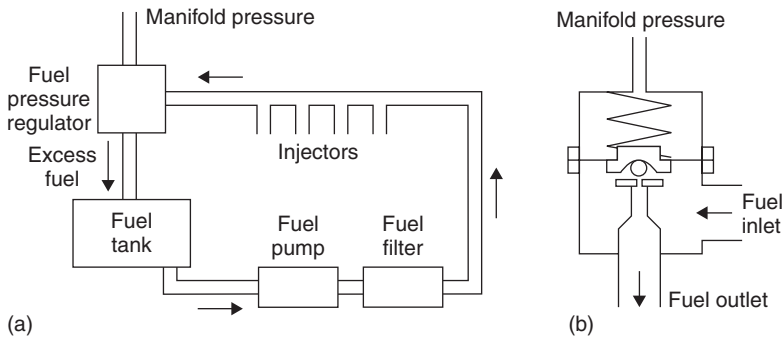 Manifold pressure
Fuel
pressure
regulator
Excess
fuel
Injectors
Fuel
tank
Fuel
pump
Fuel
filter
(a)
Manifold pressure
Fuel
inlet
Fuel outlet
(b)